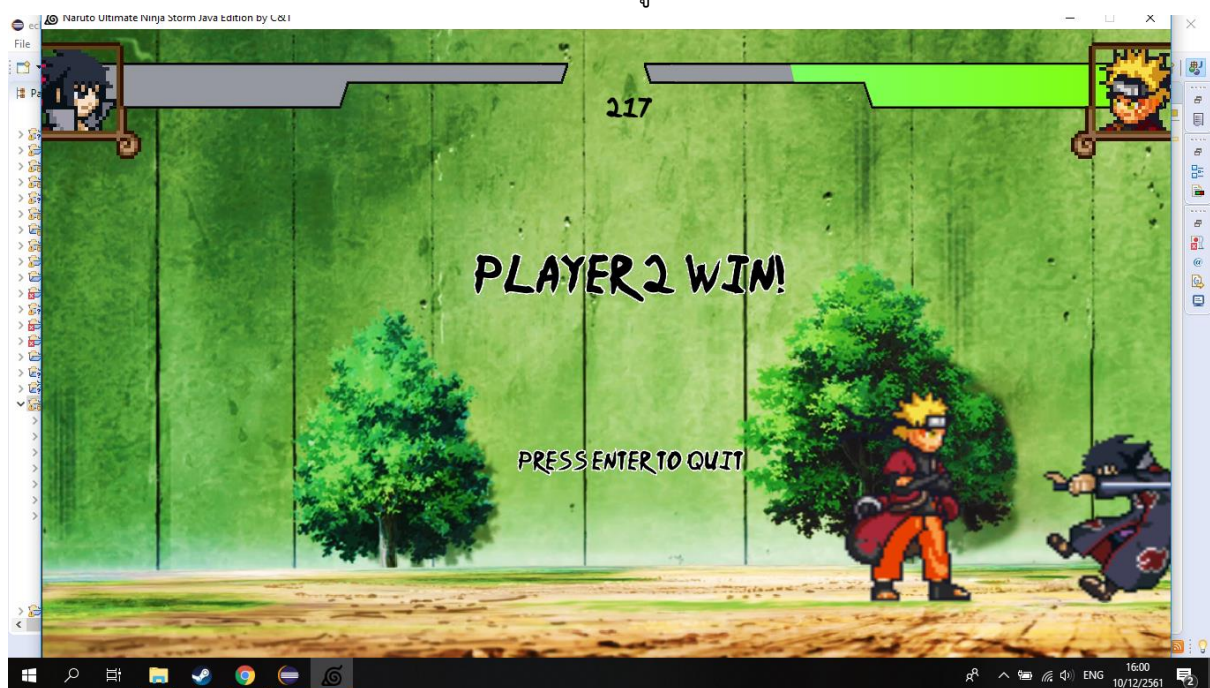 Naruto Ultimate Ninja Storm Java Edition by C&T
File
217
PLAYER2 WIN!
PRESS ENTER TO QUIT
ENG
16:00
10/12/2561
2